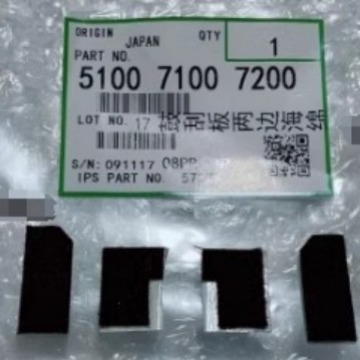 ORIGIN JAPAN QTY 1
PART NO.
5100 7100 7200
LOT NO. 17 鼓刮板两边海绵
S/N: 091117
IPS PART NO.